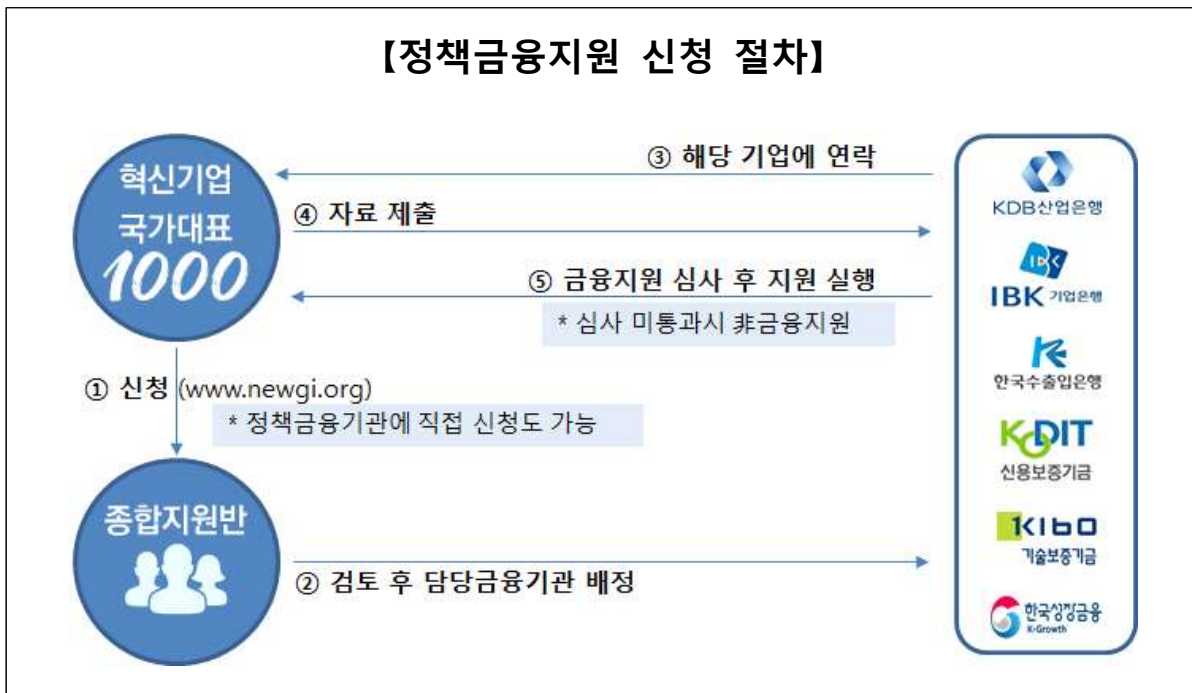 【정책금융지원 신청 절차】
혁신기업
국가대표
1000
③ 해당 기업에 연락
④ 자료 제출
⑤ 금융지원 심사 후 지원 실행
* 심사 미통과시 非금융지원
① 신청 (www.newgi.org)
* 정책금융기관에 직접 신청도 가능
종합지원반
② 검토 후 담당금융기관 배정
KDB산업은행
IBK
IBK 기업은행
한국수출입은행
KODIT
신용보증기금
KIBO
기술보증기금
한국성장금융
K-Growth